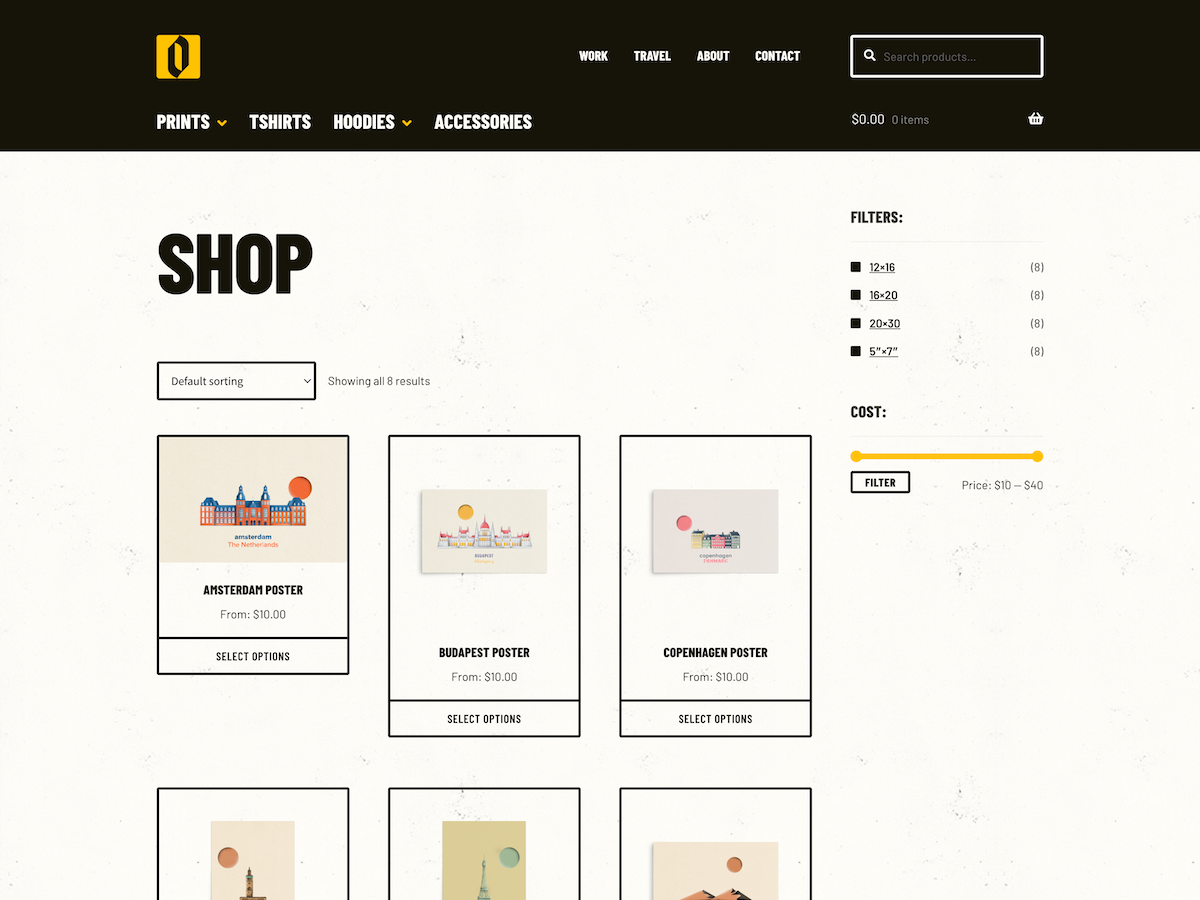 WORK TRAVEL ABOUT CONTACT
Search products...
PRINTS TSHIRTS HOODIES ACCESSORIES
$0.00 0 items
SHOP
Default sorting
Showing all 8 results
amsterdam
The Netherlands
AMSTERDAM POSTER
From: $10.00
SELECT OPTIONS
BUDAPEST
BUDAPEST POSTER
From: $10.00
SELECT OPTIONS
copenhagen
DENMARK
COPENHAGEN POSTER
From: $10.00
SELECT OPTIONS
FILTERS:
12×16 (8)
16×20 (8)
20×30 (8)
5″×7″ (8)
COST:
FILTER
Price: $10 — $40